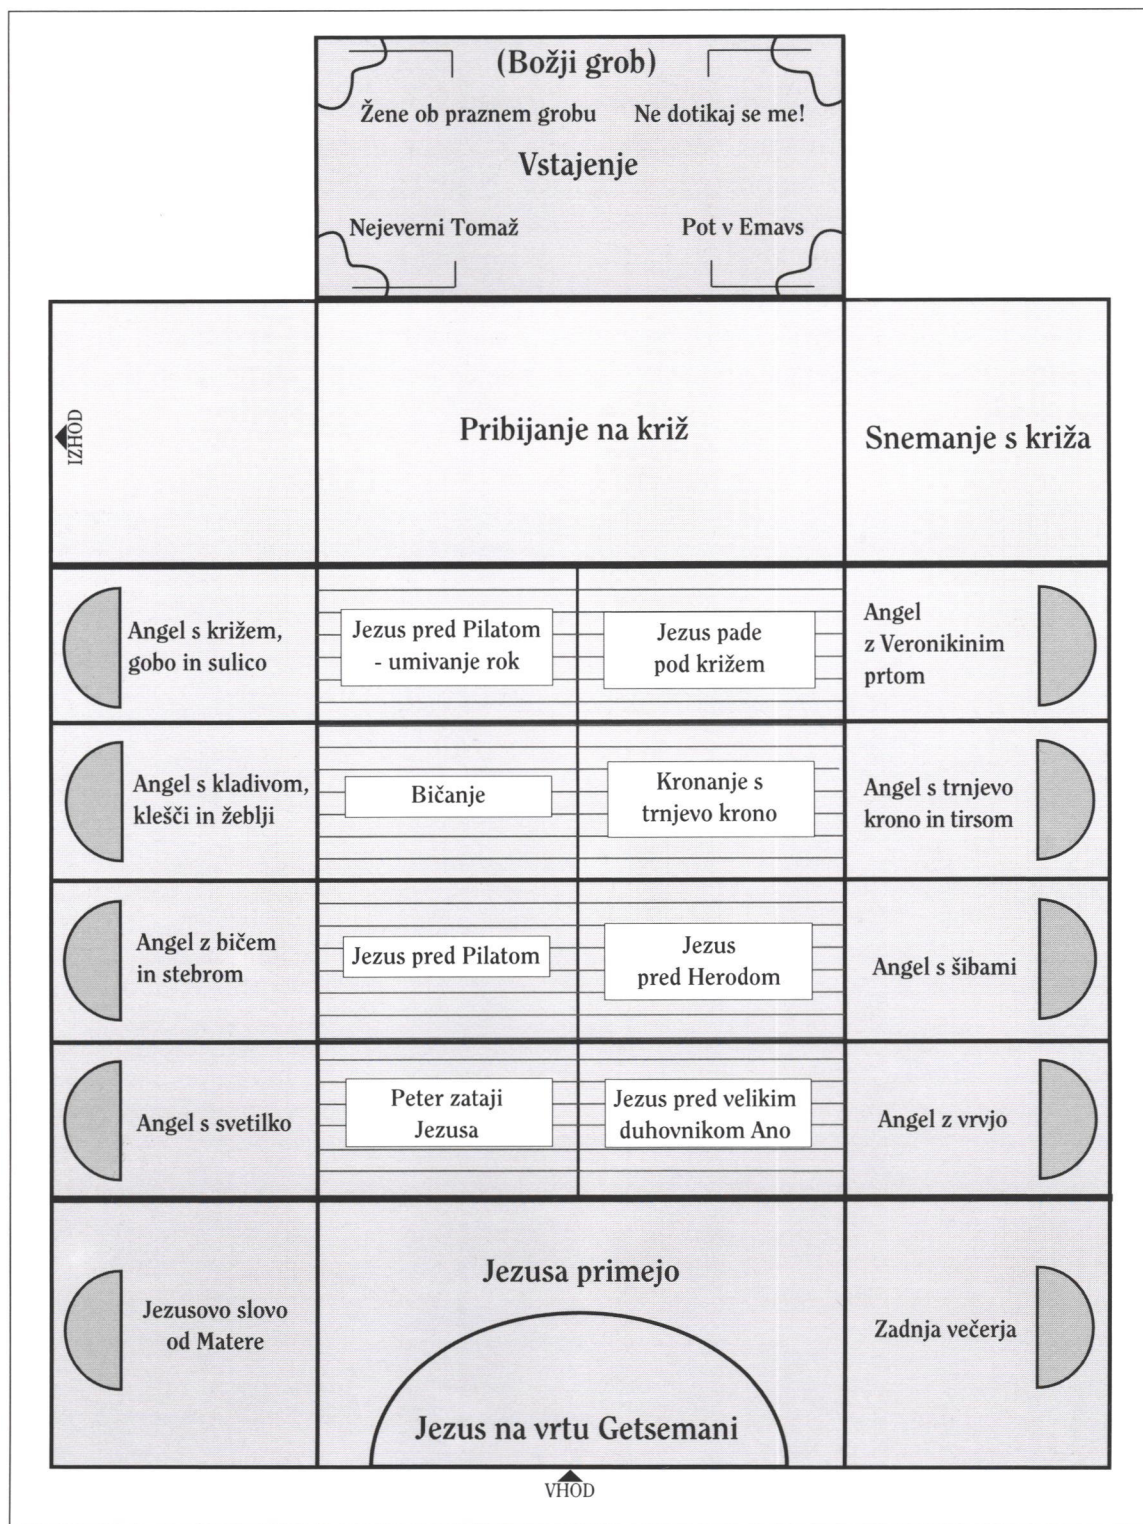 (Božji grob)
Žene ob praznem grobu
Ne dotikaj se me!
Vstajenje
Nejeverni Tomaž
Pot v Emavs
IZHOD
Pribijanje na križ
Snemanje s križa
Angel s križem,
gobo in sulico
Jezus pred Pilatom
- umivanje rok
Jezus pade
pod križem
Angel
z Veronikinim
prtom
Angel s kladivom,
klešči in žeblji
Bičanje
Kronanje s
trnjevo krono
Angel s trnjevo
krono in tirsom
Angel z bičem
in stebrom
Jezus pred Pilatom
Jezus
pred Herodom
Angel s šibami
Angel s svetilko
Peter zataji
Jezusa
Jezus pred velikim
duhovnikom Ano
Angel z vrvjo
Jezusovo slovo
od Matere
Jezusa primejo
Zadnja večerja
Jezus na vrtu Getsemani
VHOD